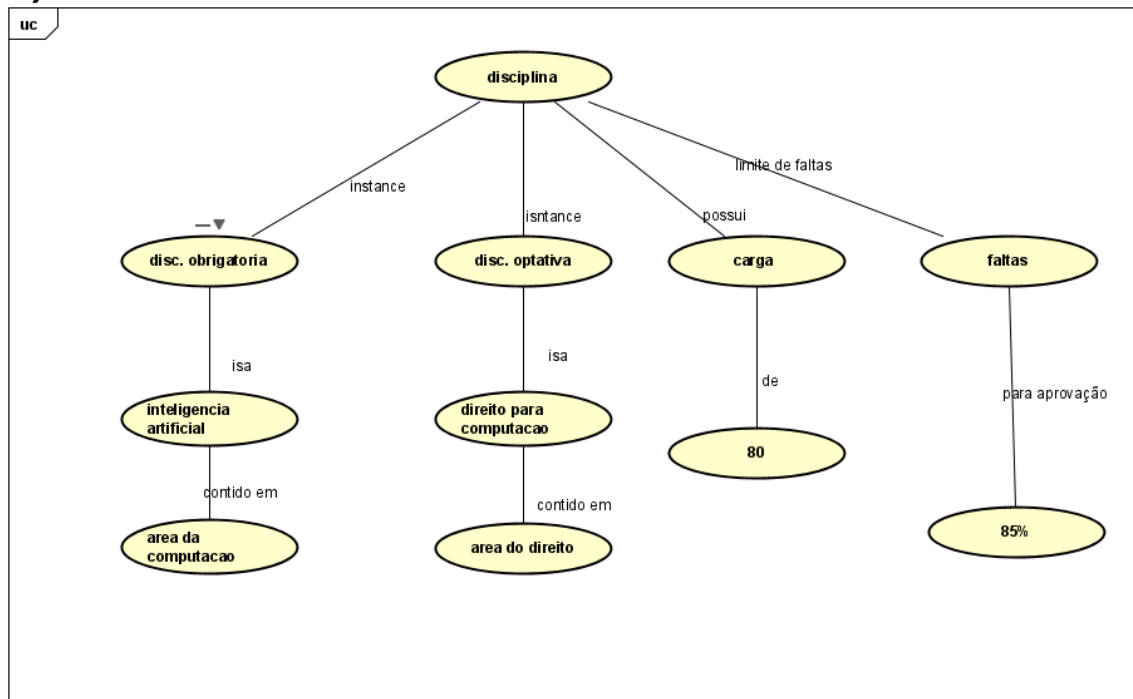 uc
disciplina
limite de faltas
instance
isntance
possui
disc. obrigatoria
disc. optativa
carga
faltas
isa
isa
de
para aprovação
inteligencia
artificial
direito para
computacao
80
contido em
contido em
area da
computacao
area do direito
85%